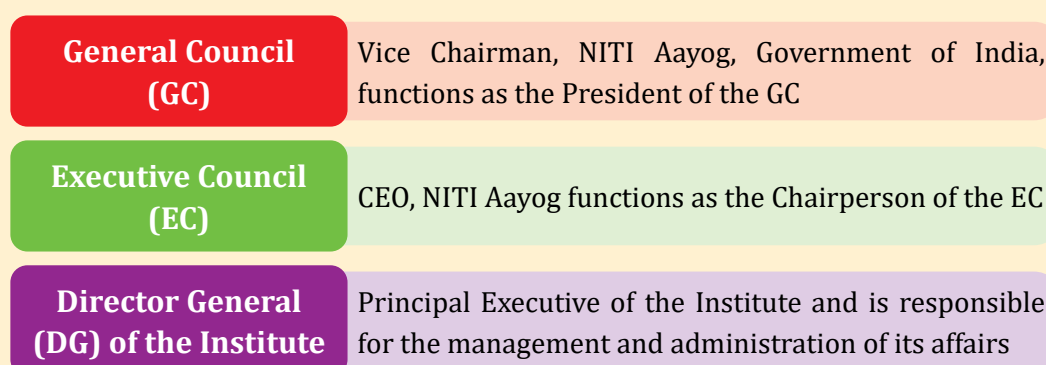 General Council
(GC)
Vice Chairman, NITI Aayog, Government of India,
functions as the President of the GC
Executive Council
(EC)
CEO, NITI Aayog functions as the Chairperson of the EC
Director General
(DG) of the Institute
Principal Executive of the Institute and is responsible
for the management and administration of its affairs